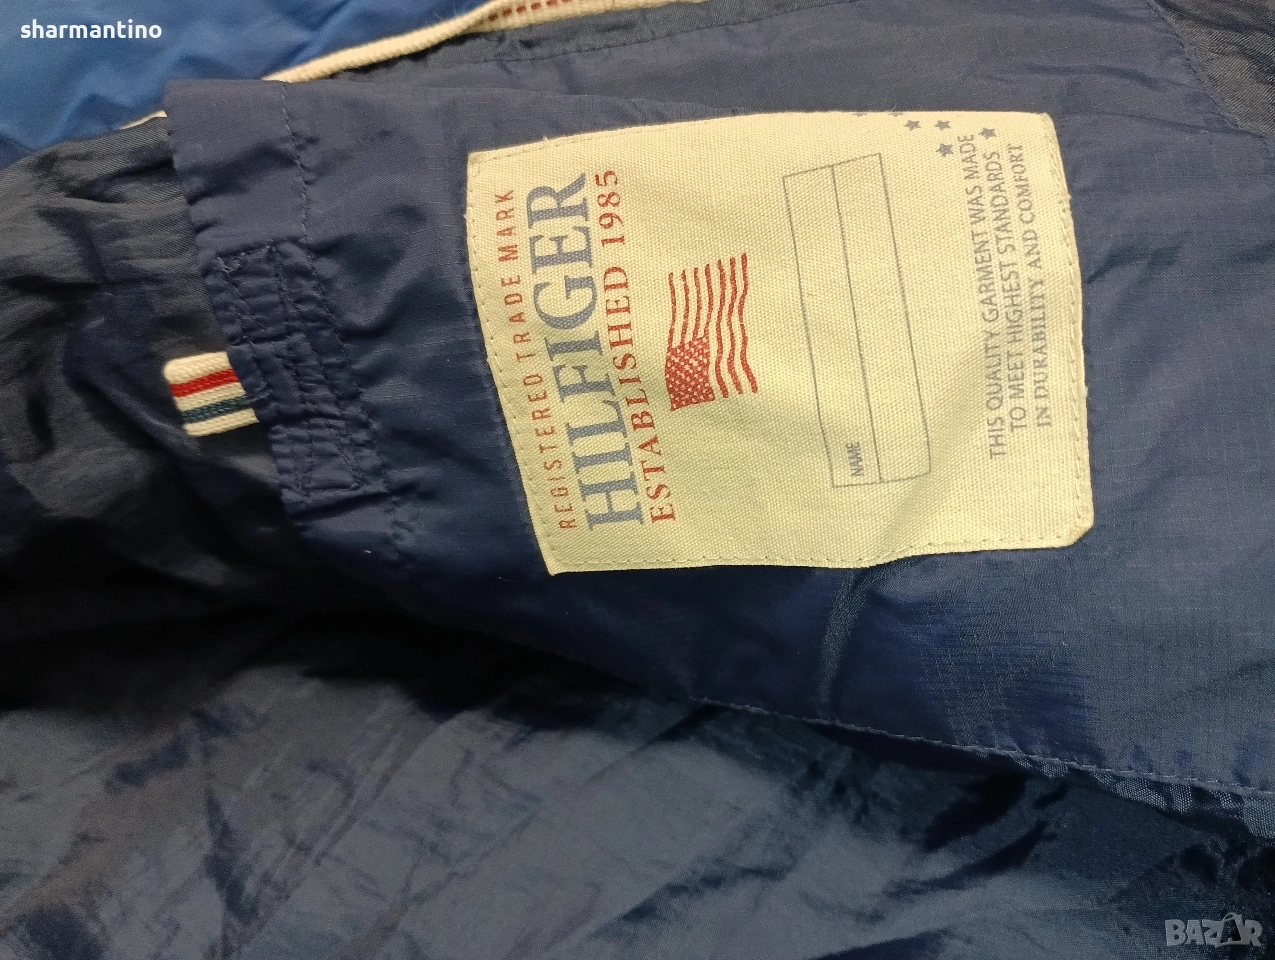 sharmantino
REGISTERED TRADE MARK
HILFIGER
ESTABLISHED 1985
NAME
THIS QUALITY GARMENT WAS MADE
TO MEET HIGHEST STANDARDS
IN DURABILITY AND COMFORT
BAZAR